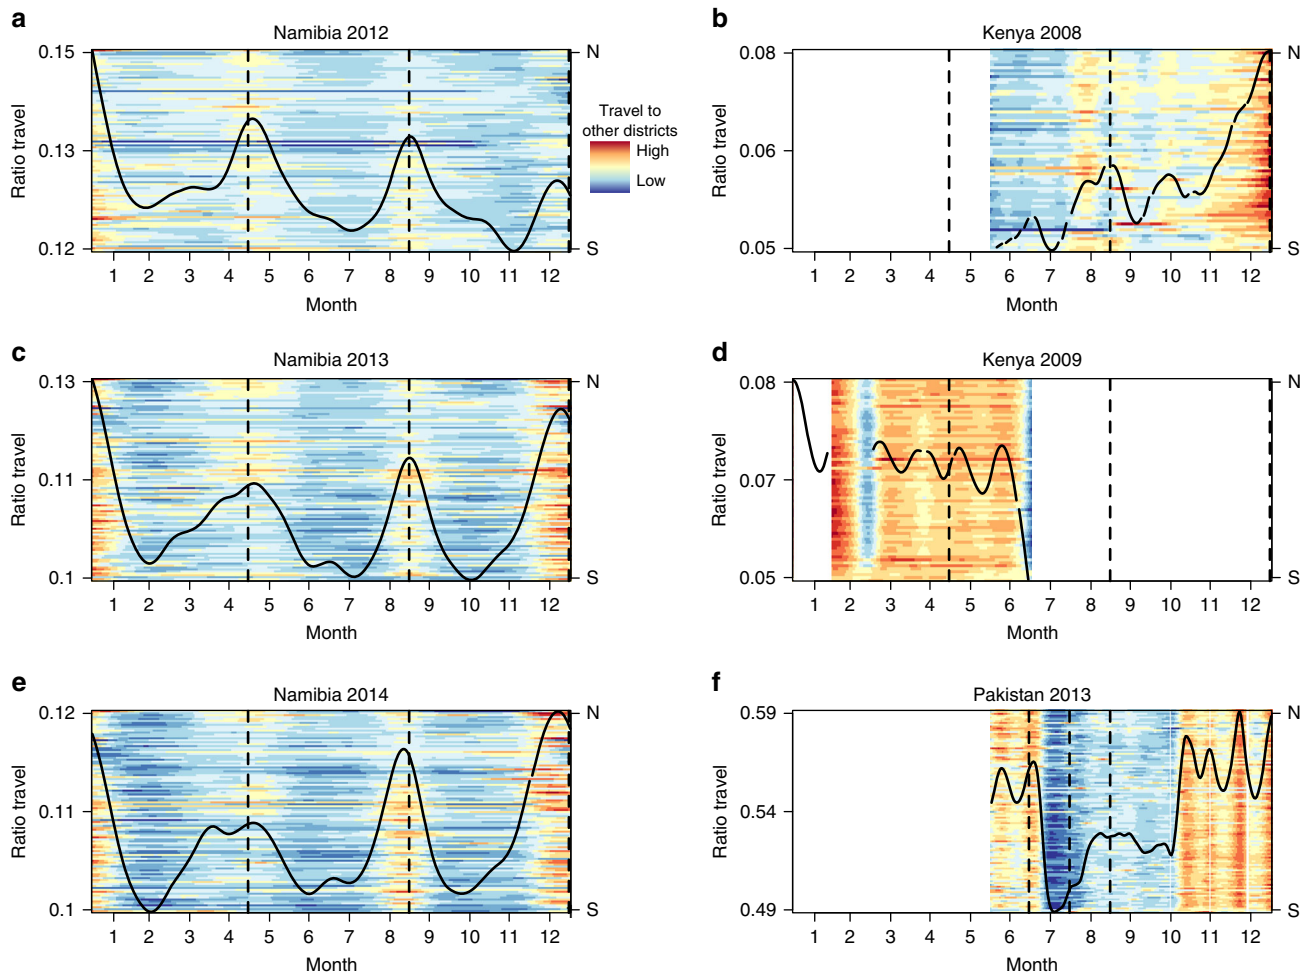 a
Namibia 2012
0.15
0.13
0.12
Ratio travel
N
S
1 2 3 4 5 6 7 8 9 10 11 12
Month
Travel to
other districts
High
Low
b
Kenya 2008
0.08
0.06
0.05
Ratio travel
N
S
1 2 3 4 5 6 7 8 9 10 11 12
Month
c
Namibia 2013
0.13
0.11
0.1
Ratio travel
N
S
1 2 3 4 5 6 7 8 9 10 11 12
Month
d
Kenya 2009
0.08
0.07
0.05
Ratio travel
N
S
1 2 3 4 5 6 7 8 9 10 11 12
Month
e
Namibia 2014
0.12
0.11
0.1
Ratio travel
N
S
1 2 3 4 5 6 7 8 9 10 11 12
Month
f
Pakistan 2013
0.59
0.54
0.49
Ratio travel
N
S
1 2 3 4 5 6 7 8 9 10 11 12
Month